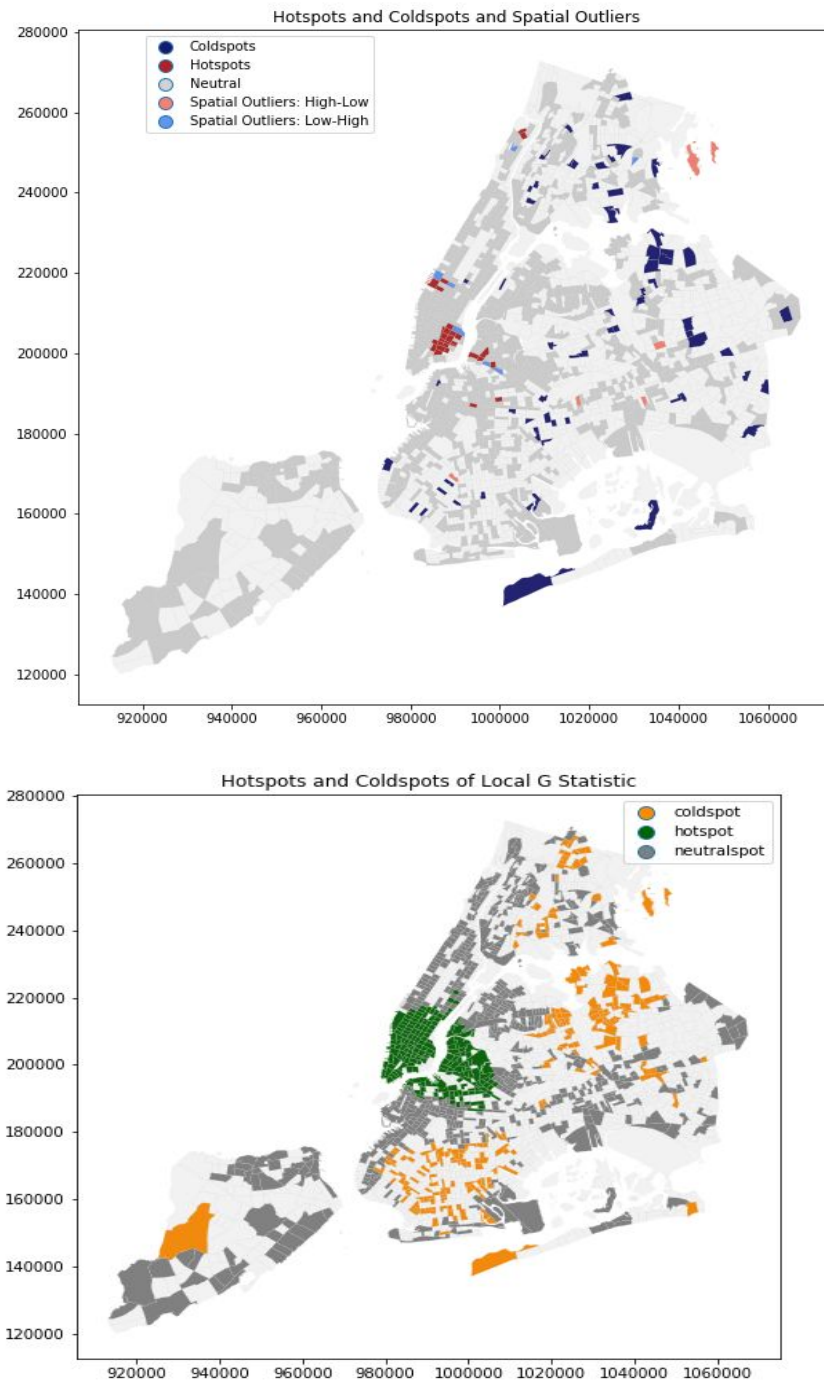 Hotspots and Coldspots and Spatial Outliers
280000
260000
240000
220000
200000
180000
160000
140000
120000
Coldspots
Hotspots
Neutral
Spatial Outliers: High-Low
Spatial Outliers: Low-High
920000 940000 960000 980000 1000000 1020000 1040000 1060000
Hotspots and Coldspots of Local G Statistic
280000
260000
240000
220000
200000
180000
160000
140000
120000
coldspot
hotspot
neutralspot
920000 940000 960000 980000 1000000 1020000 1040000 1060000